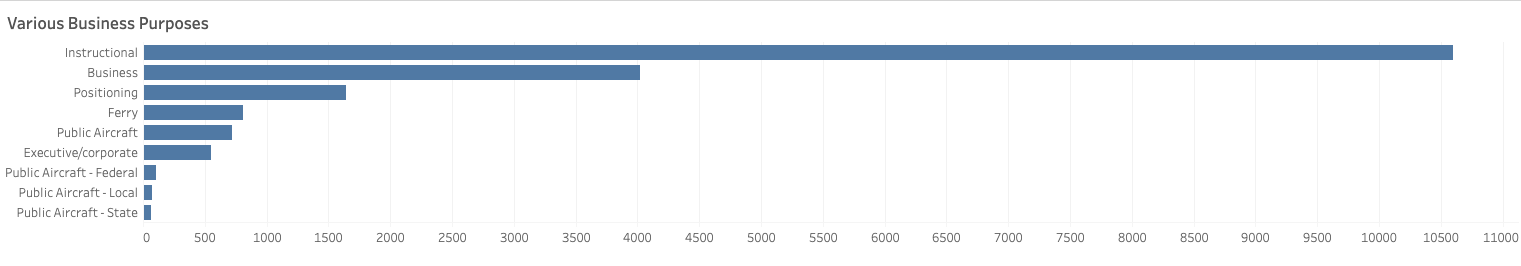 Various Business Purposes
Instructional
Business
Positioning
Ferry
Public Aircraft
Executive/corporate
Public Aircraft - Federal
Public Aircraft - Local
Public Aircraft - State
0 500 1000 1500 2000 2500 3000 3500 4000 4500 5000 5500 6000 6500 7000 7500 8000 8500 9000 9500 10000 10500 11000